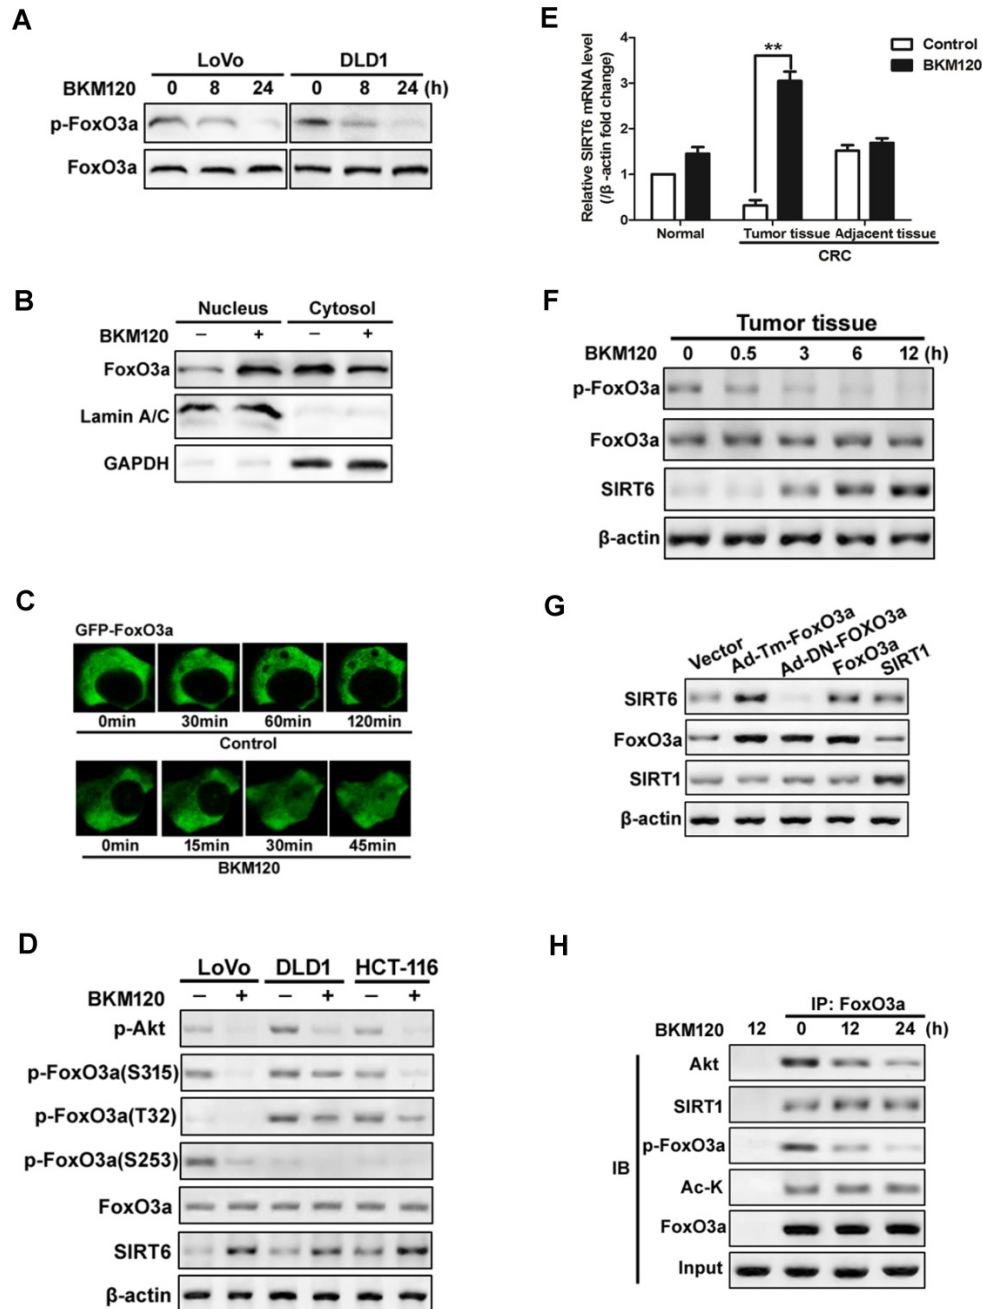 A
LoVo DLD1
BKM120 0 8 24 0 8 24 (h)
p-FoxO3a
FoxO3a
B
Nucleus Cytosol
BKM120 – + – +
FoxO3a
Lamin A/C
GAPDH
C
GFP-FoxO3a
0min 30min 60min 120min
Control
0min 15min 30min 45min
BKM120
D
LoVo DLD1 HCT-116
BKM120 – + – + – +
p-Akt
p-FoxO3a(S315)
p-FoxO3a(T32)
p-FoxO3a(S253)
FoxO3a
SIRT6
β-actin
E
Relative SIRT6 mRNA level
(/β -actin fold change)
4
3
2
1
0
**
Control
BKM120
Normal Tumor tissue Adjacent tissue
CRC
F
Tumor tissue
BKM120 0 0.5 3 6 12 (h)
p-FoxO3a
FoxO3a
SIRT6
β-actin
G
Vector Ad-Tm-FoxO3a Ad-DN-FOXO3a FoxO3a SIRT1
SIRT6
FoxO3a
SIRT1
β-actin
H
IP: FoxO3a
BKM120 12 0 12 24 (h)
IB
Akt
SIRT1
p-FoxO3a
Ac-K
FoxO3a
Input